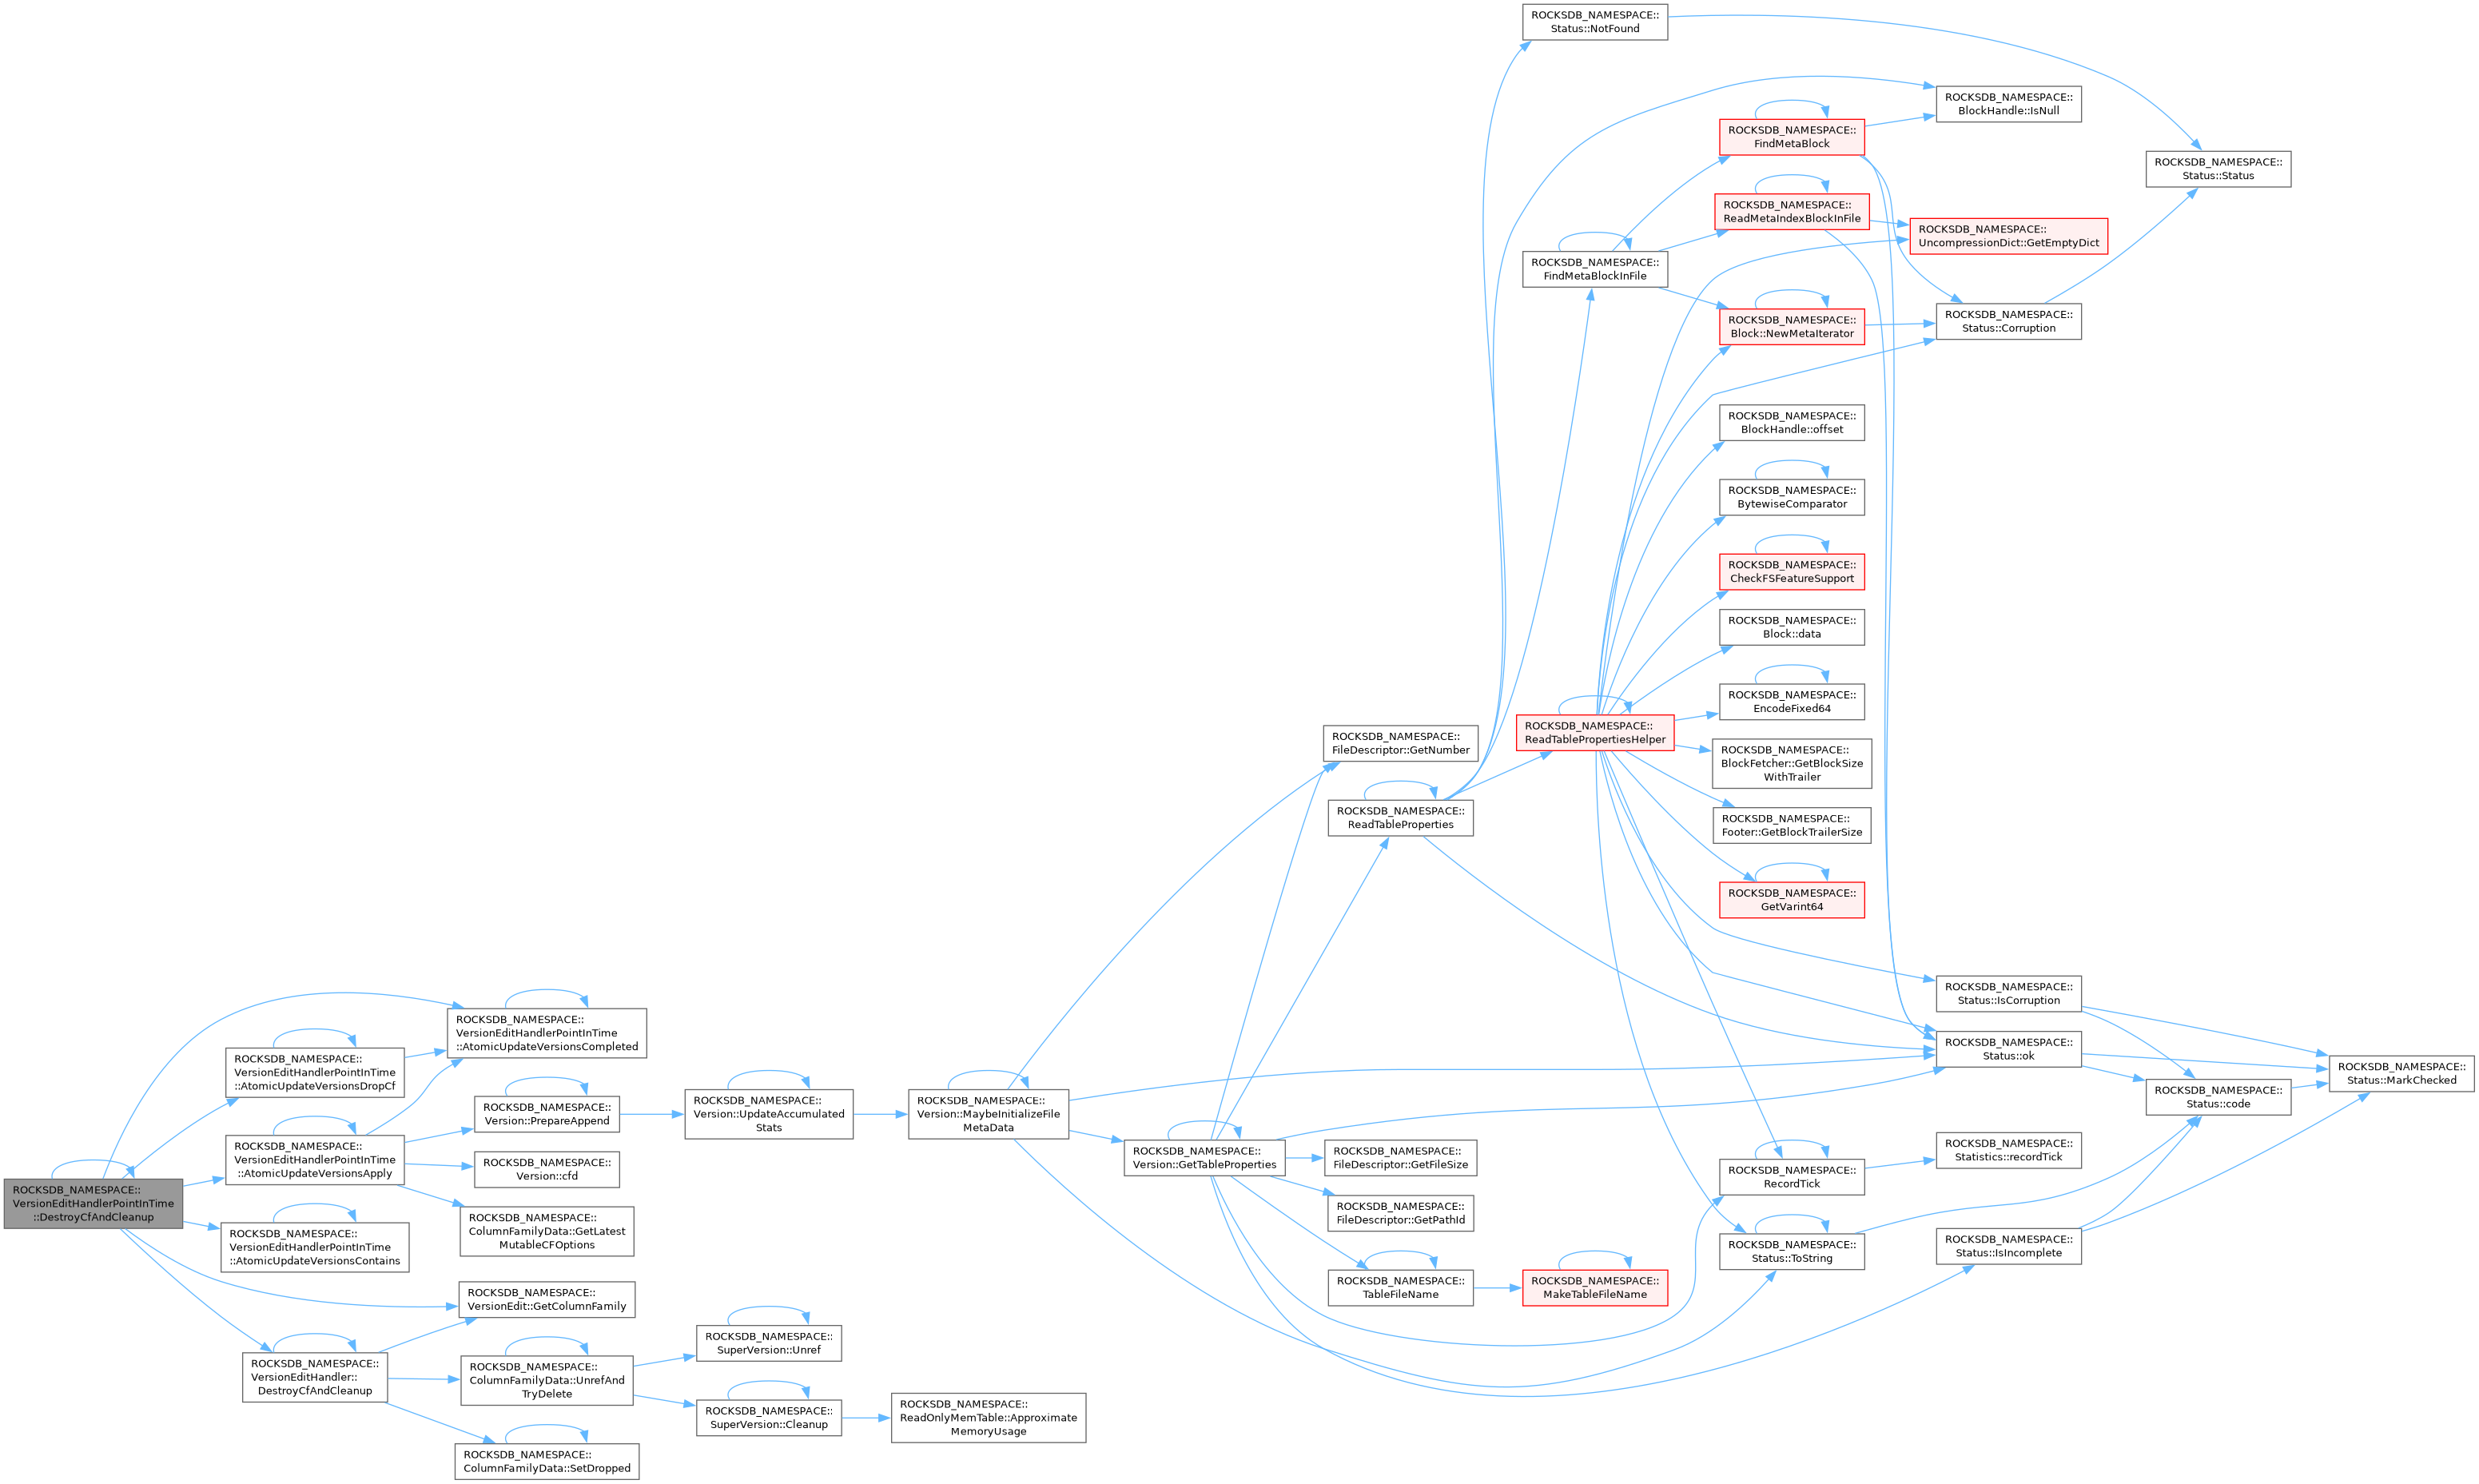 ROCKSDB_NAMESPACE::
VersionEditHandlerPointInTime
::DestroyCfAndCleanup
ROCKSDB_NAMESPACE::
VersionEditHandlerPointInTime
::AtomicUpdateVersionsCompleted
ROCKSDB_NAMESPACE::
VersionEditHandlerPointInTime
::AtomicUpdateVersionsDropCf
ROCKSDB_NAMESPACE::
VersionEditHandlerPointInTime
::AtomicUpdateVersionsApply
ROCKSDB_NAMESPACE::
VersionEditHandlerPointInTime
::AtomicUpdateVersionsContains
ROCKSDB_NAMESPACE::
VersionEditHandler::
DestroyCfAndCleanup
ROCKSDB_NAMESPACE::
Version::PrepareAppend
ROCKSDB_NAMESPACE::
Version::cfd
ROCKSDB_NAMESPACE::
ColumnFamilyData::GetLatest
MutableCFOptions
ROCKSDB_NAMESPACE::
VersionEdit::GetColumnFamily
ROCKSDB_NAMESPACE::
ColumnFamilyData::UnrefAnd
TryDelete
ROCKSDB_NAMESPACE::
ColumnFamilyData::SetDropped
ROCKSDB_NAMESPACE::
Version::UpdateAccumulated
Stats
ROCKSDB_NAMESPACE::
SuperVersion::Unref
ROCKSDB_NAMESPACE::
SuperVersion::Cleanup
ROCKSDB_NAMESPACE::
Version::MaybeInitializeFile
MetaData
ROCKSDB_NAMESPACE::
ReadOnlyMemTable::Approximate
MemoryUsage
ROCKSDB_NAMESPACE::
Version::GetTableProperties
ROCKSDB_NAMESPACE::
FileDescriptor::GetNumber
ROCKSDB_NAMESPACE::
ReadTableProperties
ROCKSDB_NAMESPACE::
FileDescriptor::GetFileSize
ROCKSDB_NAMESPACE::
FileDescriptor::GetPathId
ROCKSDB_NAMESPACE::
TableFileName
ROCKSDB_NAMESPACE::
Status::NotFound
ROCKSDB_NAMESPACE::
FindMetaBlockInFile
ROCKSDB_NAMESPACE::
ReadTablePropertiesHelper
ROCKSDB_NAMESPACE::
MakeTableFileName
ROCKSDB_NAMESPACE::
FindMetaBlock
ROCKSDB_NAMESPACE::
ReadMetaIndexBlockInFile
ROCKSDB_NAMESPACE::
Block::NewMetaIterator
ROCKSDB_NAMESPACE::
BlockHandle::offset
ROCKSDB_NAMESPACE::
BytewiseComparator
ROCKSDB_NAMESPACE::
CheckFSFeatureSupport
ROCKSDB_NAMESPACE::
Block::data
ROCKSDB_NAMESPACE::
EncodeFixed64
ROCKSDB_NAMESPACE::
BlockFetcher::GetBlockSize
WithTrailer
ROCKSDB_NAMESPACE::
Footer::GetBlockTrailerSize
ROCKSDB_NAMESPACE::
GetVarint64
ROCKSDB_NAMESPACE::
RecordTick
ROCKSDB_NAMESPACE::
Status::ToString
ROCKSDB_NAMESPACE::
BlockHandle::IsNull
ROCKSDB_NAMESPACE::
UncompressionDict::GetEmptyDict
ROCKSDB_NAMESPACE::
Status::Corruption
ROCKSDB_NAMESPACE::
Status::IsCorruption
ROCKSDB_NAMESPACE::
Status::ok
ROCKSDB_NAMESPACE::
Statistics::recordTick
ROCKSDB_NAMESPACE::
Status::IsIncomplete
ROCKSDB_NAMESPACE::
Status::Status
ROCKSDB_NAMESPACE::
Status::code
ROCKSDB_NAMESPACE::
Status::MarkChecked